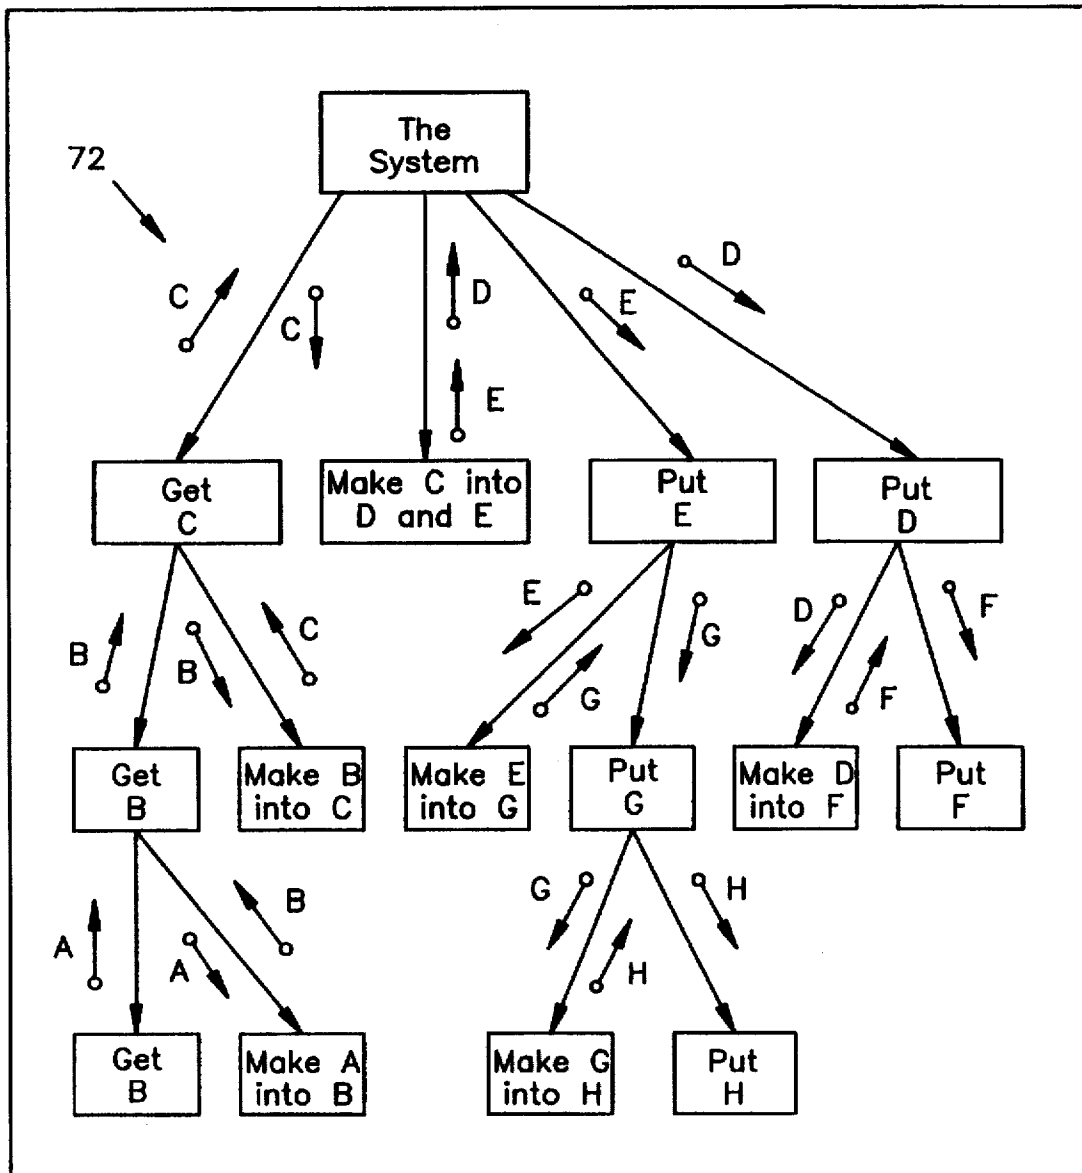 The
System
72
D
C
E
C
D
E
Get
C
Make C into
D and E
Put
E
Put
D
E
D
F
B
B
C
G
G
F
Get
B
Make B
into C
Make E
into G
Put
G
Make D
into F
Put
F
A
A
B
G
H
H
Get
B
Make A
into B
Make G
into H
Put
H